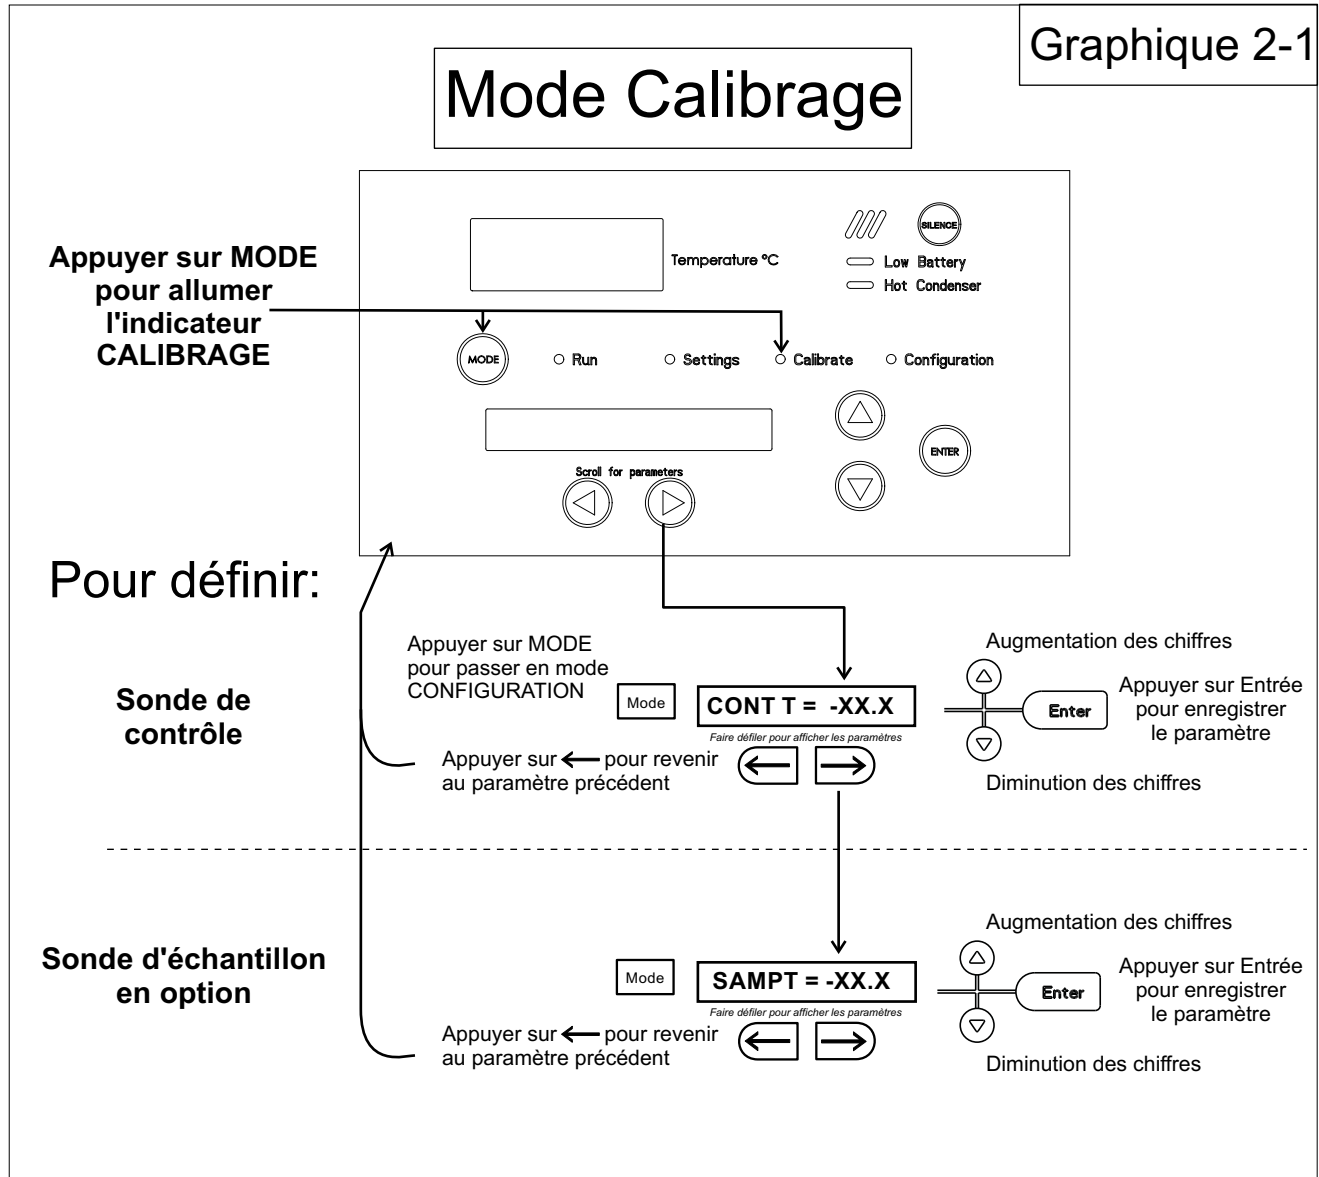 Graphique 2-1
Mode Calibrage
SILENCE
Temperature °C
Low Battery
Hot Condenser
Appuyer sur MODE
pour allumer
l'indicateur
CALIBRAGE
MODE
Run
Settings
Calibrate
Configuration
ENTER
Scroll for parameters
Pour définir:
Appuyer sur MODE
pour passer en mode
CONFIGURATION
Sonde de
contrôle
Mode
CONT T = -XX.X
Faire défiler pour afficher les paramètres
Appuyer sur ← pour revenir
au paramètre précédent
Augmentation des chiffres
Enter
Appuyer sur Entrée
pour enregistrer
le paramètre
Diminution des chiffres
Sonde d'échantillon
en option
Mode
SAMPT = -XX.X
Faire défiler pour afficher les paramètres
Appuyer sur ← pour revenir
au paramètre précédent
Augmentation des chiffres
Enter
Appuyer sur Entrée
pour enregistrer
le paramètre
Diminution des chiffres